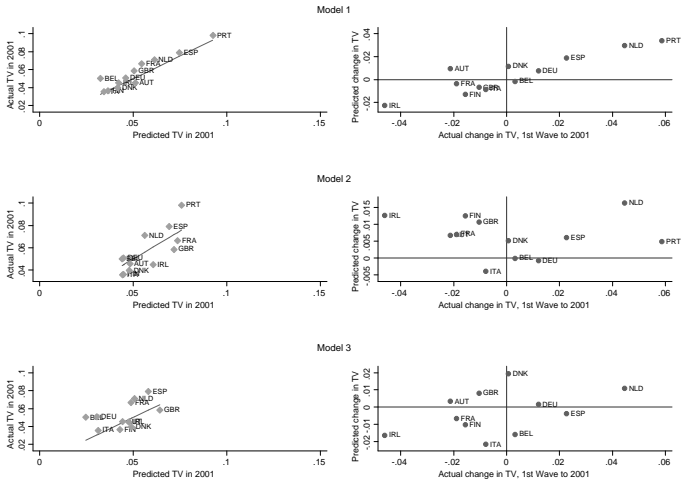 Model 1
Actual TV in 2001
.02 .04 .06 .08 .1
PRT
ESP
NLD
FRA
GBR
BEL
DEU
AUT
DNK
0 .05 .1 .15
Predicted TV in 2001
Predicted change in TV
-.02 0 .02 .04
PRT
NLD
ESP
DNK
AUT
DEU
BEL
FRA
GBR
ITA
FIN
IRL
-.04 -.02 0 .02 .04 .06
Actual change in TV, 1st Wave to 2001
Model 2
Actual TV in 2001
.04 .06 .08 .1
PRT
ESP
NLD
FRA
GBR
DEU
AUT
IRL
DNK
0 .05 .1 .15
Predicted TV in 2001
Predicted change in TV
-.005 0 .005 .01 .015
NLD
IRL
FIN
GBR
FRA
ESP
DNK
PRT
BEL
DEU
ITA
-.04 -.02 0 .02 .04 .06
Actual change in TV, 1st Wave to 2001
Model 3
Actual TV in 2001
.02 .04 .06 .08 .1
ESP
NLD
FRA
GBR
BEL
DEU
ITA
FIN
DNK
0 .05 .1 .15
Predicted TV in 2001
Predicted change in TV
-.02 -.01 0 .01 .02
DNK
NLD
GBR
AUT
DEU
ESP
FRA
FIN
IRL
BEL
ITA
-.04 -.02 0 .02 .04 .06
Actual change in TV, 1st Wave to 2001